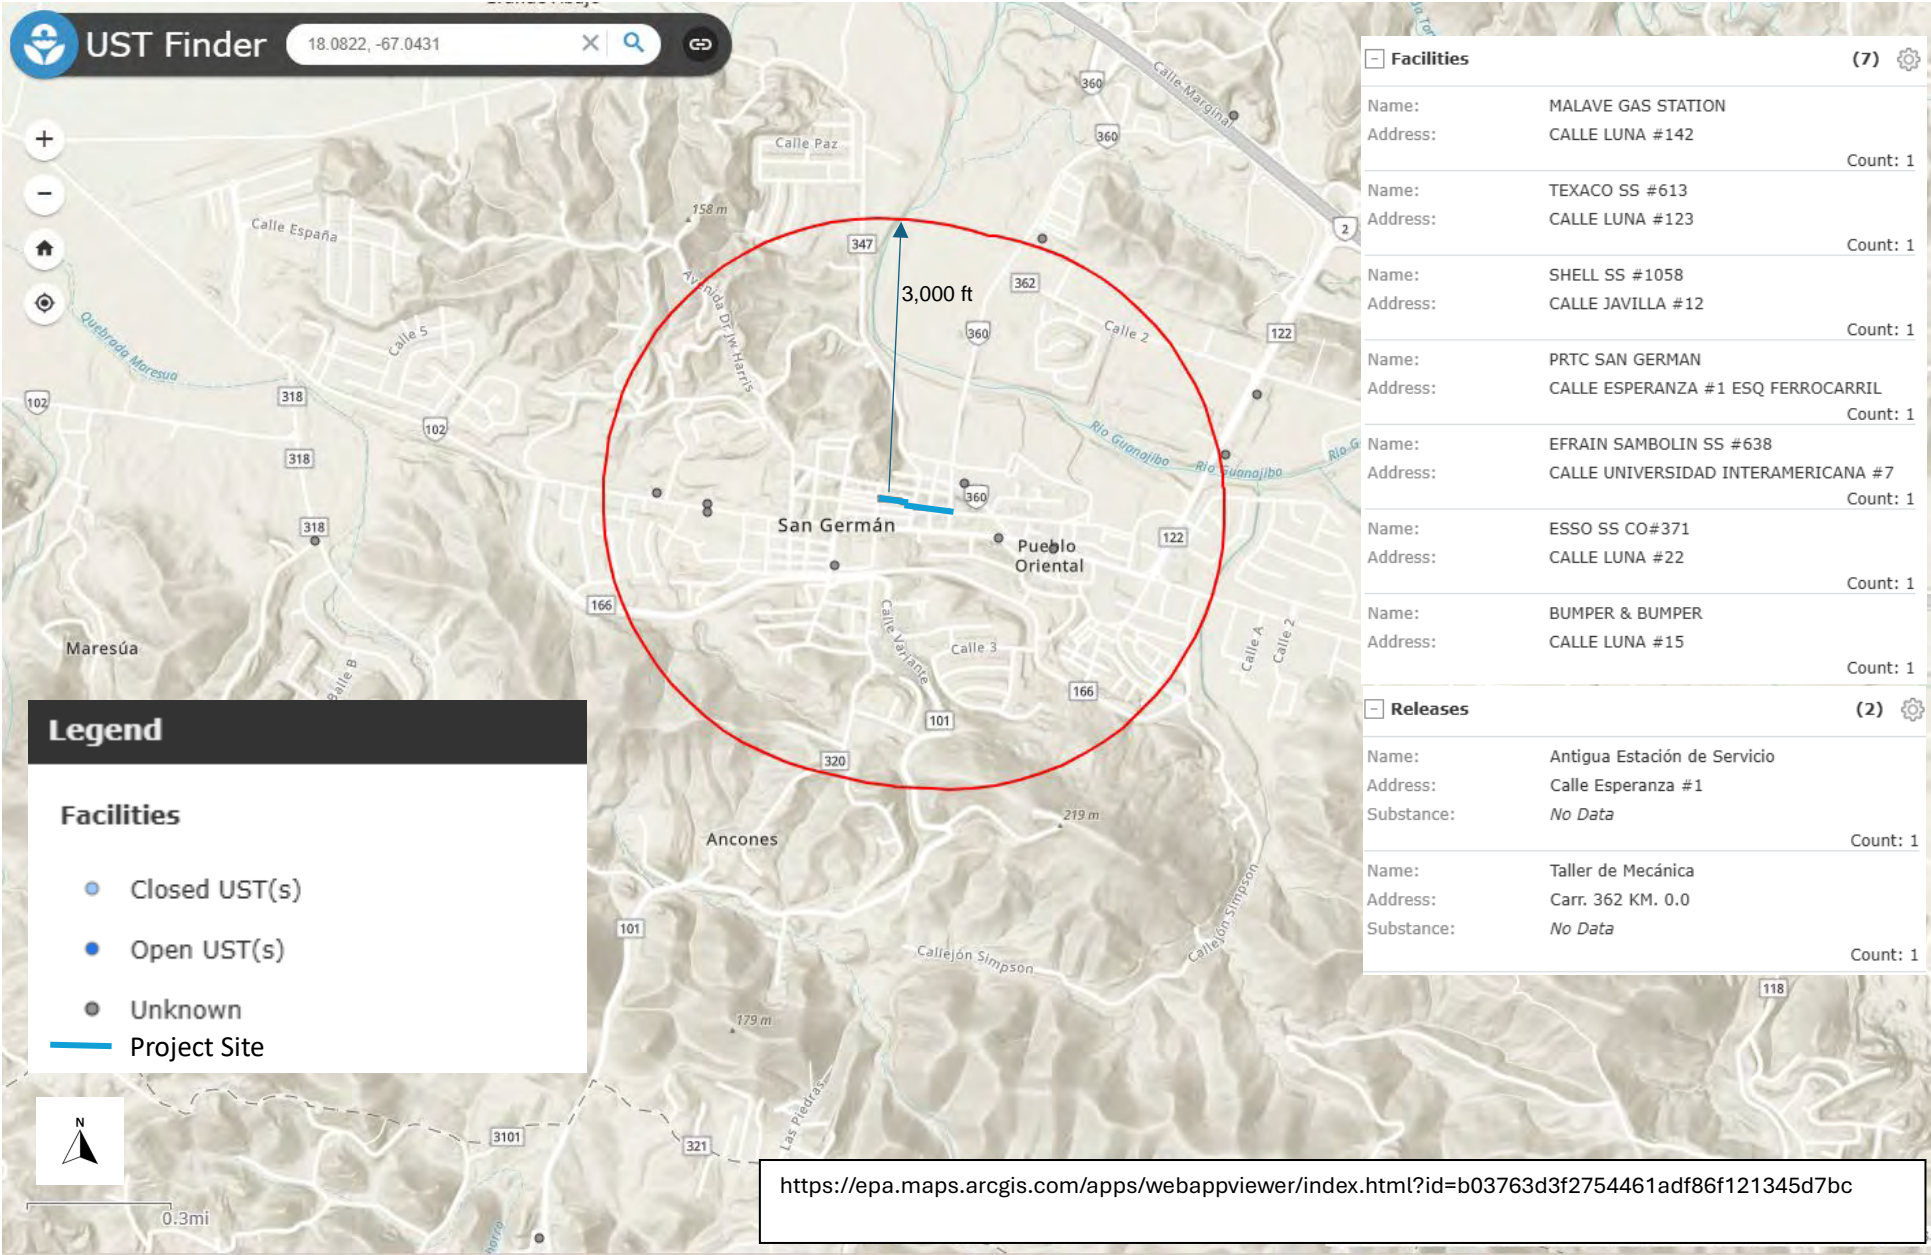 UST Finder
18.0822, -67.0431
Facilities (7)
Name: MALAVE GAS STATION
Address: CALLE LUNA #142
Count: 1
Name: TEXACO SS #613
Address: CALLE LUNA #123
Count: 1
Name: SHELL SS #1058
Address: CALLE JAVILLA #12
Count: 1
Name: PRTC SAN GERMAN
Address: CALLE ESPERANZA #1 ESQ FERROCARRIL
Count: 1
Name: EFRAIN SAMBOLIN SS #638
Address: CALLE UNIVERSIDAD INTERAMERICANA #7
Count: 1
Name: ESSO SS CO#371
Address: CALLE LUNA #22
Count: 1
Name: BUMPER & BUMPER
Address: CALLE LUNA #15
Count: 1
Releases (2)
Name: Antigua Estación de Servicio
Address: Calle Esperanza #1
Substance: No Data
Count: 1
Name: Taller de Mecánica
Address: Carr. 362 KM. 0.0
Substance: No Data
Count: 1
360
Calle Marginal
360
Calle Paz
158 m
Calle España
347
2
362
3,000 ft
Avenida Dr Jw Harris
360
Calle 2
122
Quebrada Maresua
Calle 5
318
102
102
318
Rio Guanajibo
Rio Guanajibo
Rio G
360
318
San Germán
122
Pueblo
Oriental
166
Calle Variante
Calle 3
Calle A
Calle 2
Maresúa
Balle B
166
101
320
219 m
Ancones
101
Callejón Simpson
Callejón Simpson
118
179 m
Las Piedras
3101
321
Legend
Facilities
Closed UST(s)
Open UST(s)
Unknown
Project Site
N
0.3mi
https://epa.maps.arcgis.com/apps/webappviewer/index.html?id=b03763d3f2754461adf86f121345d7bc